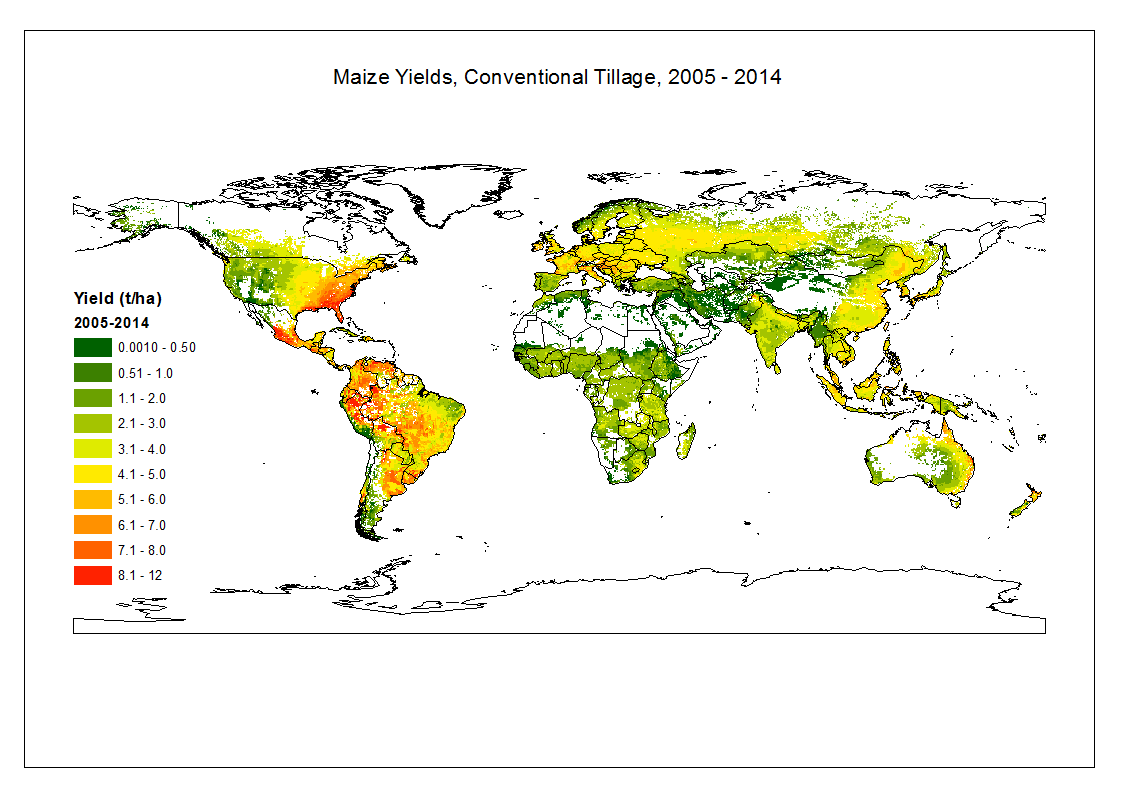 Maize Yields, Conventional Tillage, 2005 - 2014
Yield (t/ha)
2005-2014
0.0010 - 0.50
0.51 - 1.0
1.1 - 2.0
2.1 - 3.0
3.1 - 4.0
4.1 - 5.0
5.1 - 6.0
6.1 - 7.0
7.1 - 8.0
8.1 - 12